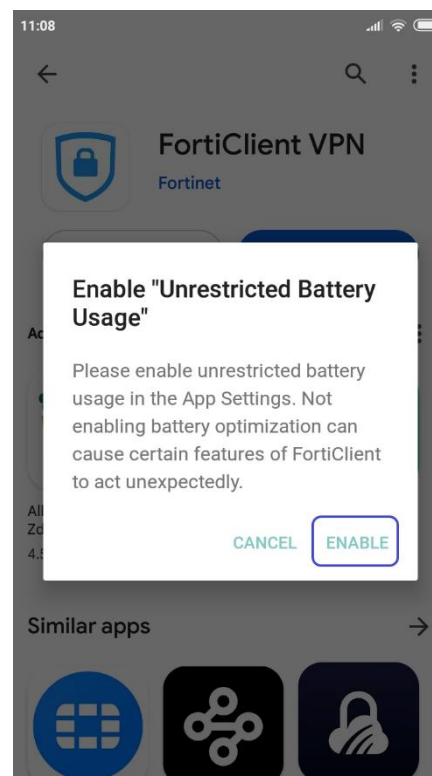 11:08
FortiClient VPN
Fortinet
Enable "Unrestricted Battery
Usage"
Please enable unrestricted battery
usage in the App Settings. Not
enabling battery optimization can
cause certain features of FortiClient
to act unexpectedly.
CANCEL ENABLE
Similar apps